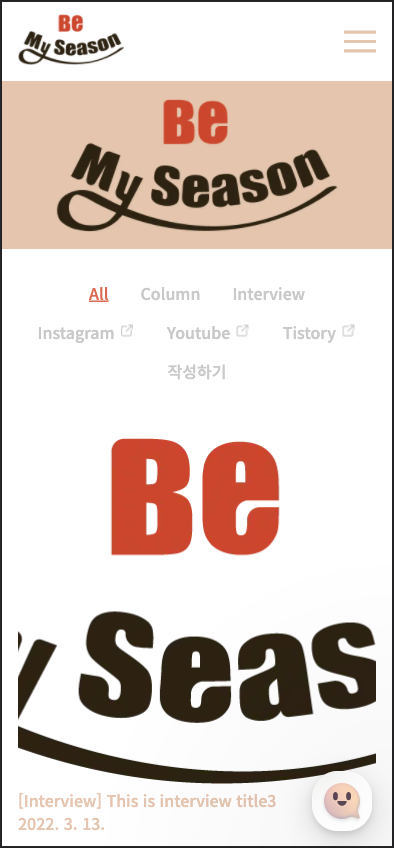 Be
My Season
Be
My Season
All Column Interview
Instagram Youtube Tistory
작성하기
Be
y Seas
[Interview] This is interview title3
2022. 3. 13.